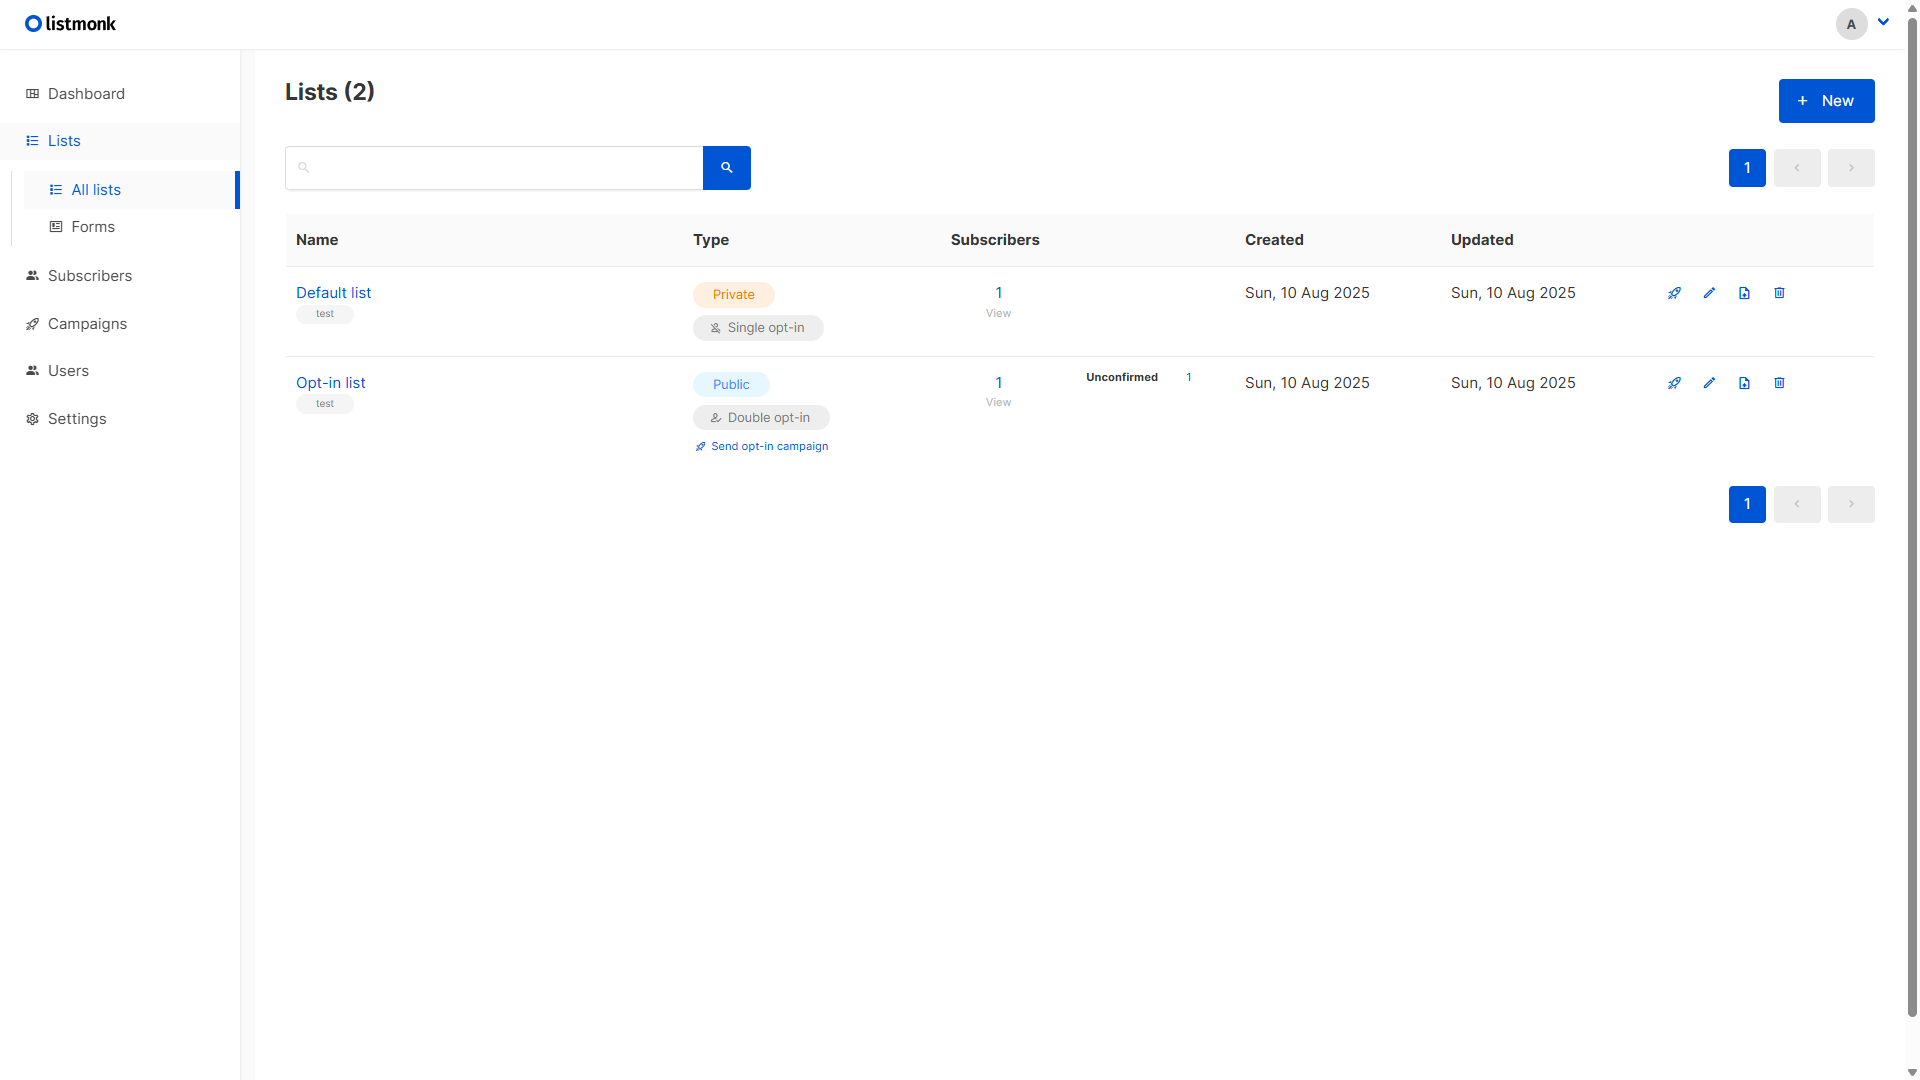 listmonk
A
Dashboard
Lists
All lists
Forms
Subscribers
Campaigns
Users
Settings
Lists (2)
+ New
1
Name Type Subscribers Created Updated
Default list Private 1 Sun, 10 Aug 2025 Sun, 10 Aug 2025
test View
Single opt-in
Opt-in list Public 1 Unconfirmed 1 Sun, 10 Aug 2025 Sun, 10 Aug 2025
test View
Double opt-in
Send opt-in campaign
1